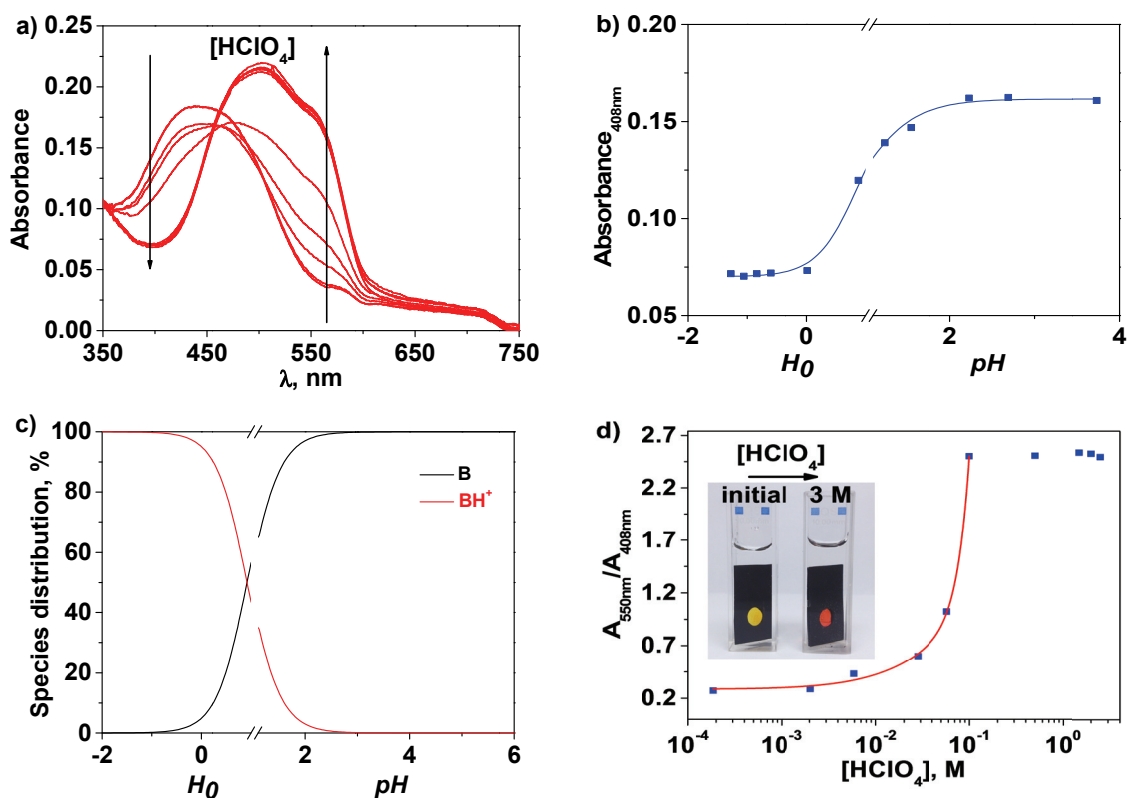 a)
0.25
0.20
0.15
0.10
0.05
0.00
Absorbance
[HClO4]
350 450 550 650 750
λ, nm
b)
0.20
0.15
0.10
0.05
Absorbance408nm
-2 0 2 4
H0 pH
c)
100
80
60
40
20
0
Species distribution, %
B
BH+
-2 0 2 4 6
H0 pH
d)
2.7
2.2
1.7
1.2
0.7
0.2
A550nm/A408nm
[HClO4]
initial 3 M
10-4 10-3 10-2 10-1 100
[HClO4], M